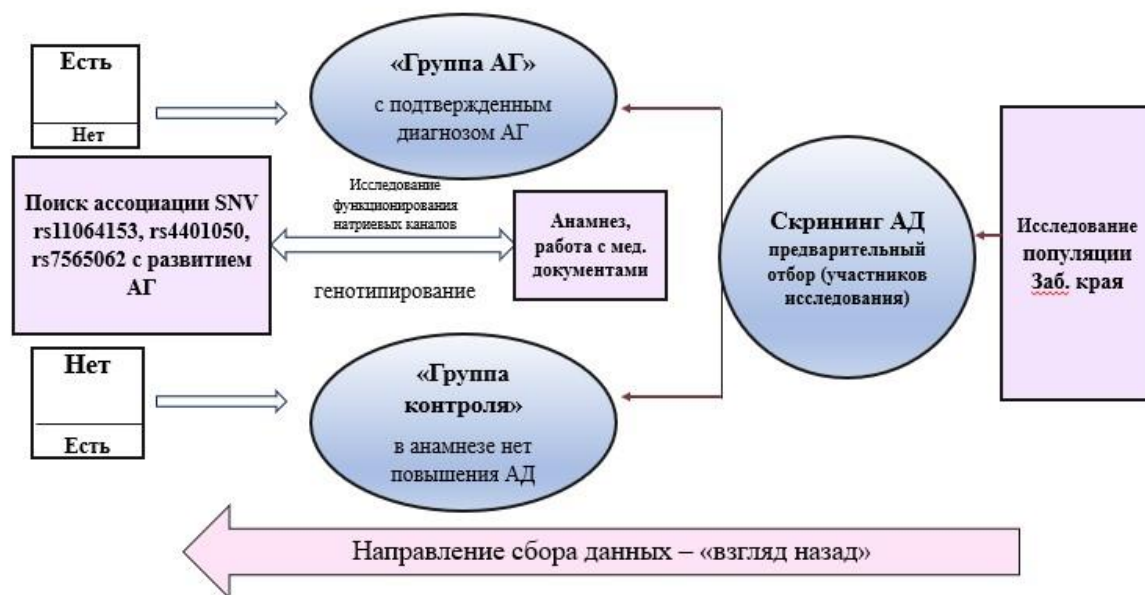 Есть
Нет
Поиск ассоциации SNV
rs11064153, rs4401050,
rs7565062 с развитием
АГ
Нет
Есть
«Группа АГ»
с подтвержденным
диагнозом АГ
Исследование
функционирования
натриевых каналов
генотипирование
«Группа
контроля»
в анамнезе нет
повышения АД
Анамнез,
работа с мед.
документами
Скрининг АД
предварительный
отбор (участников
исследования)
Исследование
популяции
Заб. края
Направление сбора данных – «взгляд назад»